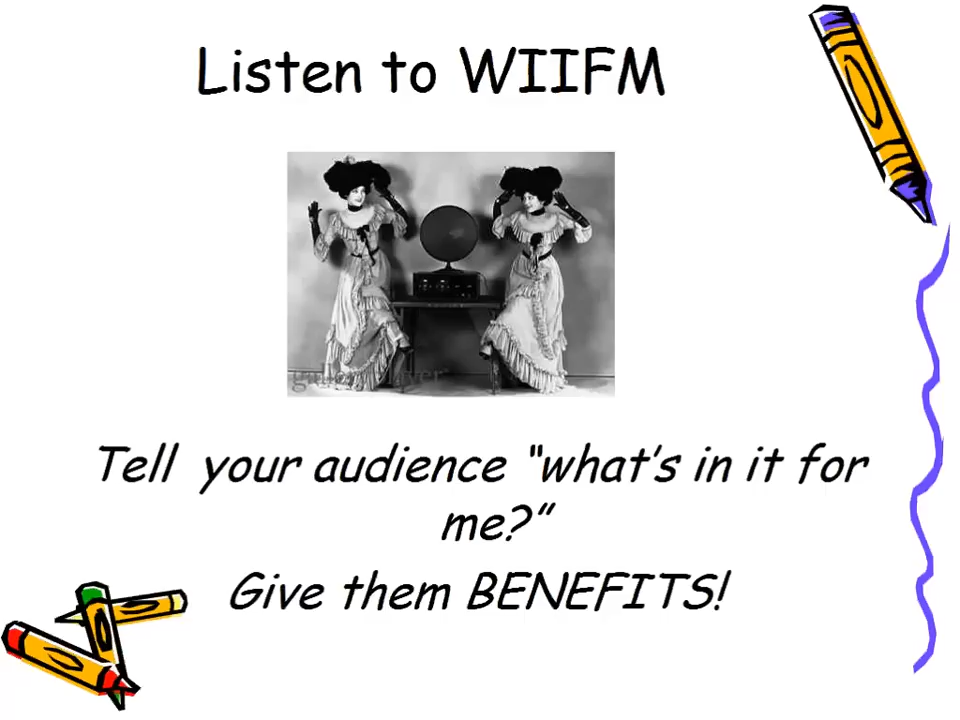 Listen to WIIFM
Tell your audience “what’s in it for
me?”
Give them BENEFITS!